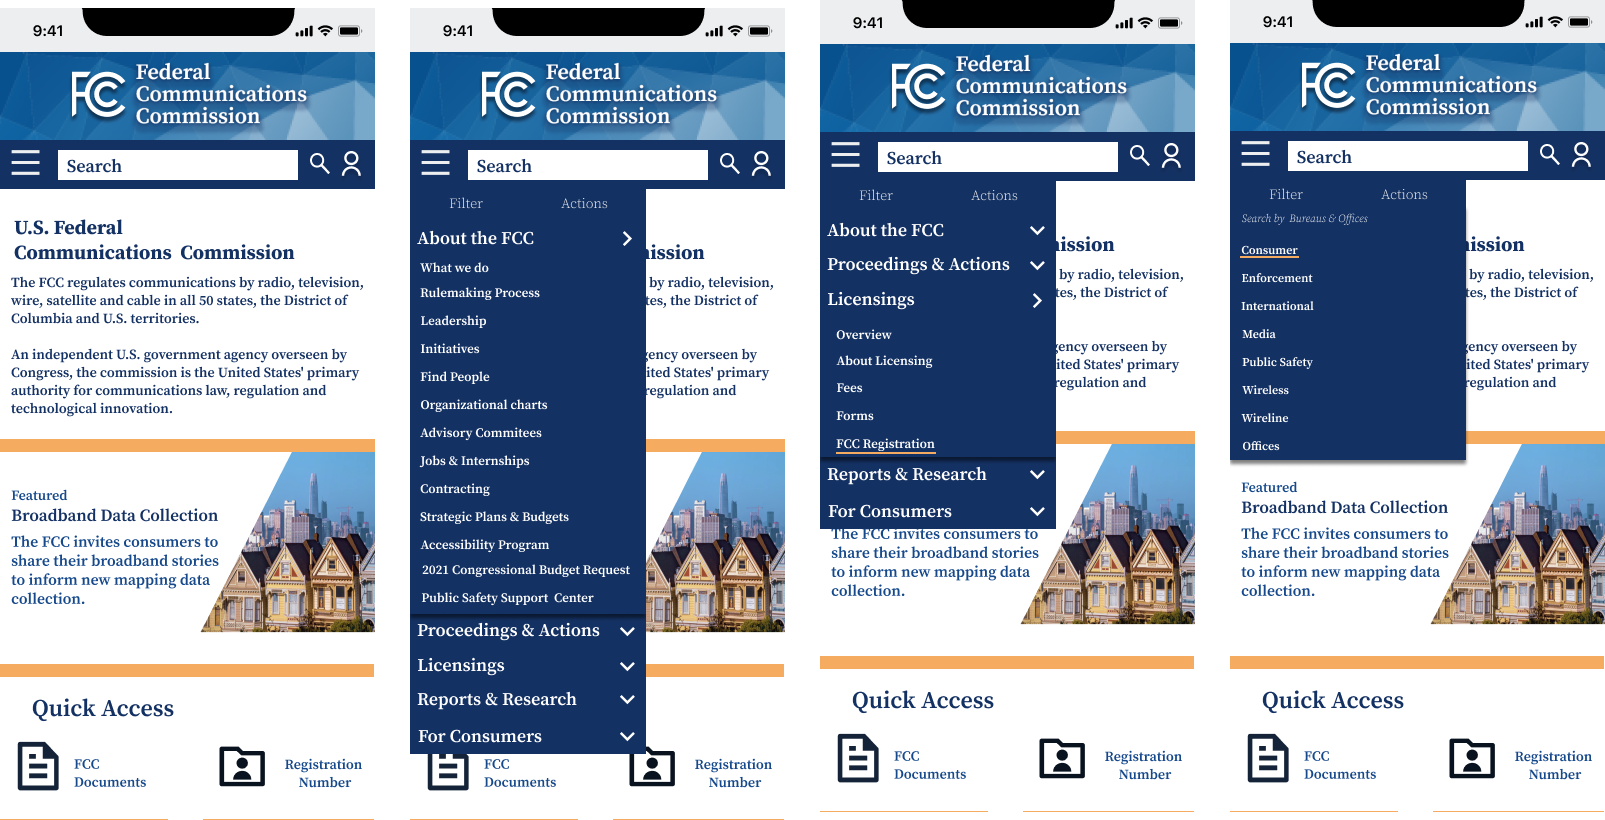 9:41
Federal
Communications
Commission
Search
U.S. Federal
Communications Commission
The FCC regulates communications by radio, television,
wire, satellite and cable in all 50 states, the District of
Columbia and U.S. territories.
An independent U.S. government agency overseen by
Congress, the commission is the United States' primary
authority for communications law, regulation and
technological innovation.
Featured
Broadband Data Collection
The FCC invites consumers to
share their broadband stories
to inform new mapping data
collection.
Quick Access
FCC
Documents
Registration
Number
9:41
Federal
Communications
Commission
Search
Filter
Actions
About the FCC
What we do
Rulemaking Process
Leadership
Initiatives
Find People
Organizational charts
Advisory Commitees
Jobs & Internships
Contracting
Strategic Plans & Budgets
Accessibility Program
2021 Congressional Budget Request
Public Safety Support Center
Proceedings & Actions
Licensings
Reports & Research
For Consumers
ission
by radio, television,
tes, the District of
gency overseen by
ited States' primary
regulation and
FCC
Documents
Registration
Number
9:41
Federal
Communications
Commission
Search
Filter
Actions
About the FCC
Proceedings & Actions
Licensings
Overview
About Licensing
Fees
Forms
FCC Registration
Reports & Research
For Consumers
ission
by radio, television,
tes, the District of
gency overseen by
ited States' primary
regulation and
The FCC invites consumers to
share their broadband stories
to inform new mapping data
collection.
Quick Access
FCC
Documents
Registration
Number
9:41
Federal
Communications
Commission
Search
Filter
Actions
Search by Bureaus & Offices
Consumer
Enforcement
International
Media
Public Safety
Wireless
Wireline
Offices
ission
by radio, television,
tes, the District of
gency overseen by
ited States' primary
regulation and
Featured
Broadband Data Collection
The FCC invites consumers to
share their broadband stories
to inform new mapping data
collection.
Quick Access
FCC
Documents
Registration
Number